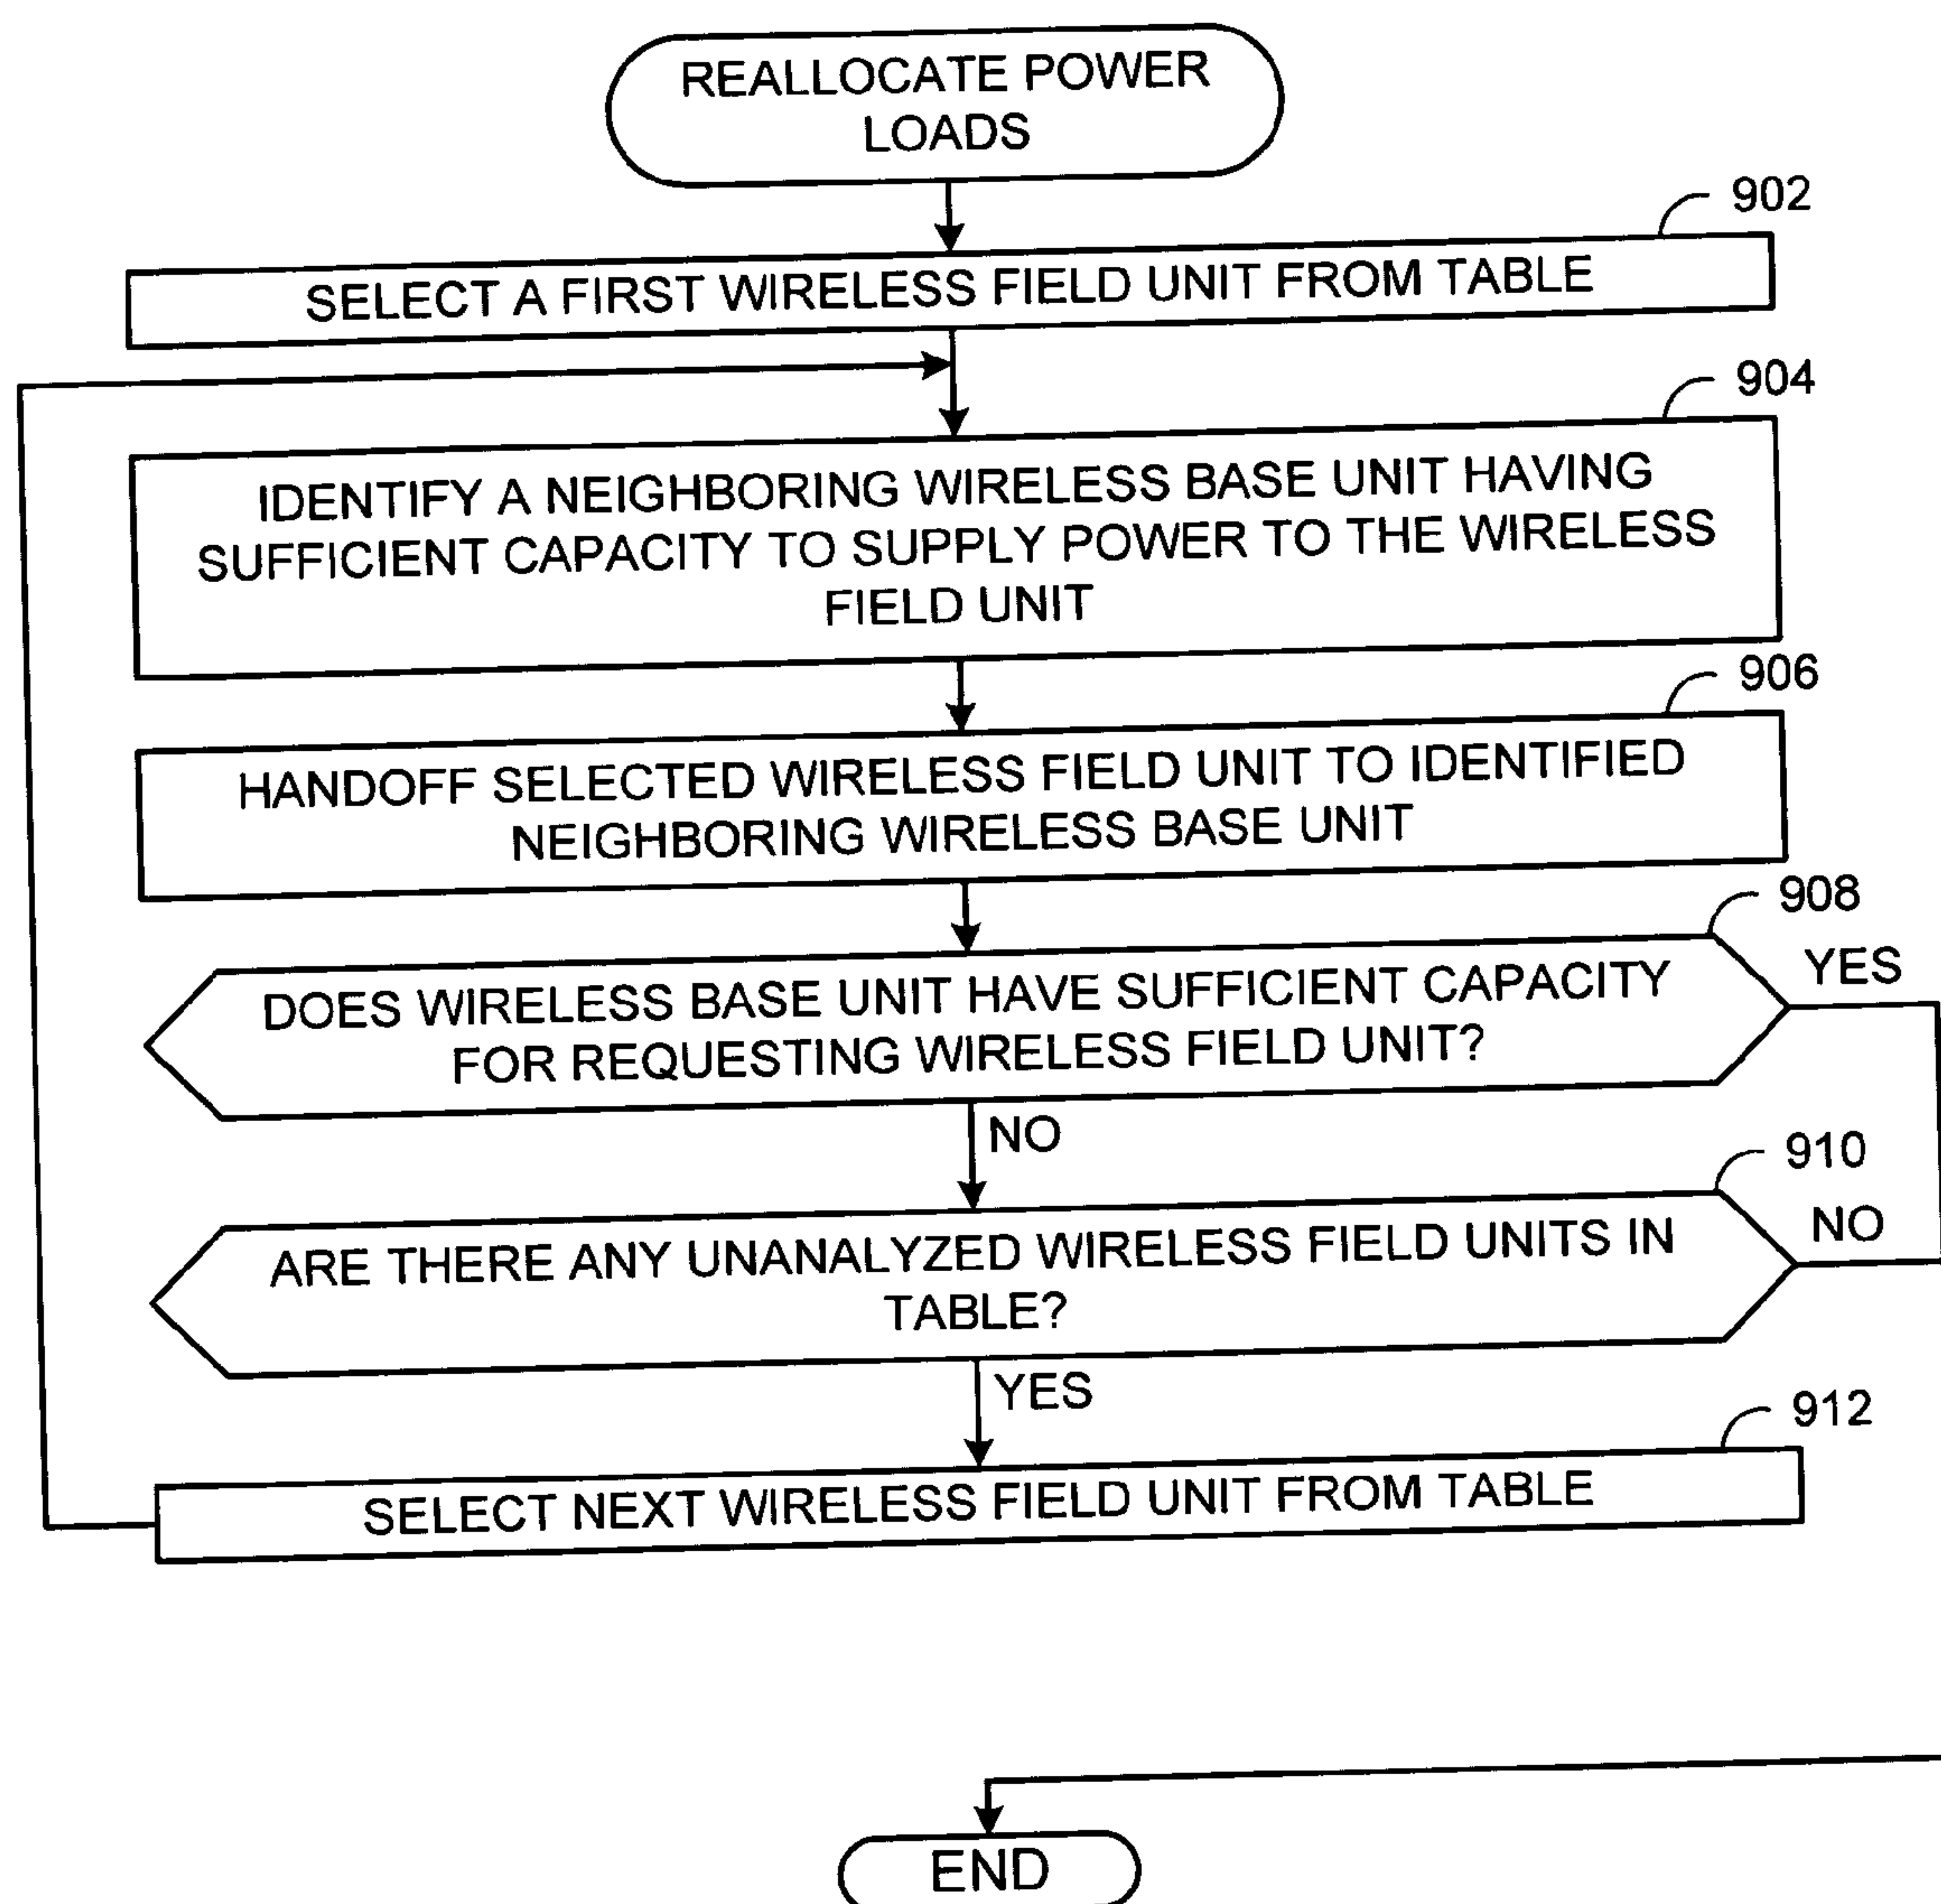 REALLOCATE POWER
LOADS
902
SELECT A FIRST WIRELESS FIELD UNIT FROM TABLE
904
IDENTIFY A NEIGHBORING WIRELESS BASE UNIT HAVING
SUFFICIENT CAPACITY TO SUPPLY POWER TO THE WIRELESS
FIELD UNIT
906
HANDOFF SELECTED WIRELESS FIELD UNIT TO IDENTIFIED
NEIGHBORING WIRELESS BASE UNIT
908
YES
DOES WIRELESS BASE UNIT HAVE SUFFICIENT CAPACITY
FOR REQUESTING WIRELESS FIELD UNIT?
NO
910
NO
ARE THERE ANY UNANALYZED WIRELESS FIELD UNITS IN
TABLE?
YES
912
SELECT NEXT WIRELESS FIELD UNIT FROM TABLE
END